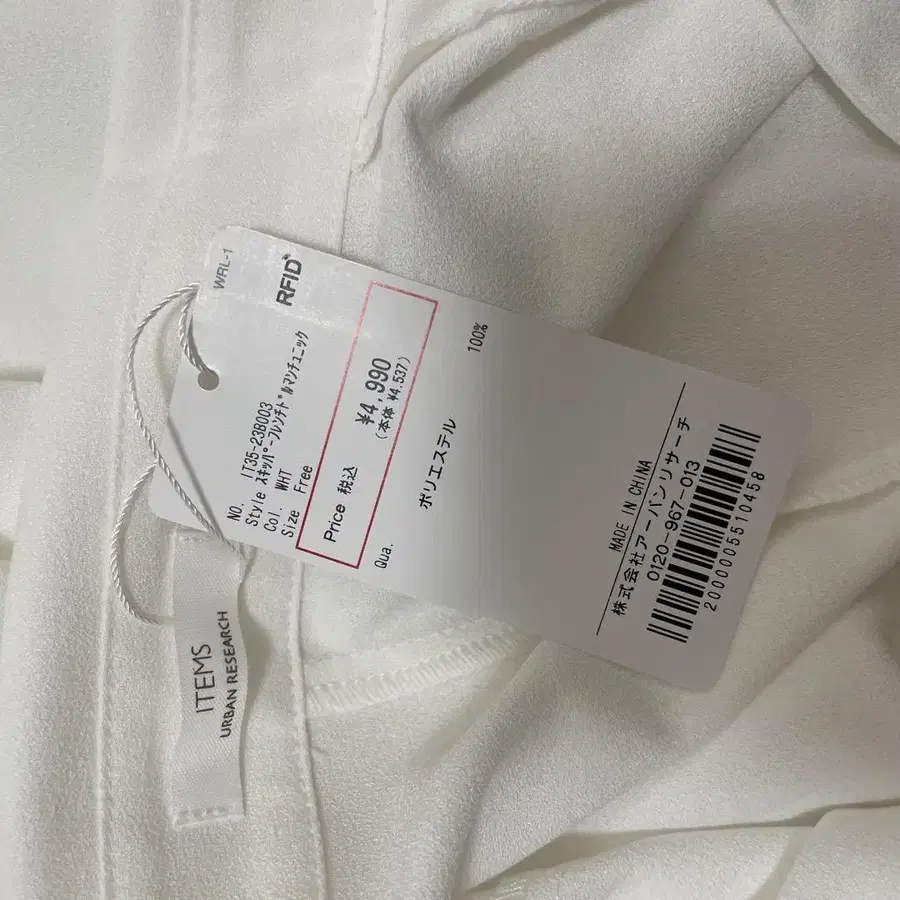 WRL-1
RFID
NO. IT35-23B003
Style ｽｷｯﾊﾟｰﾌﾚﾝﾁﾄﾞﾙﾏﾝﾁｭﾆｯｸ
Col. WHT
Size Free
Price 税込 ¥4,990
(本体 ¥4,537)
Qua.
ポリエステル 100%
MADE IN CHINA
株式会社アーバンリサーチ
0120-967-013
2000005510458
ITEMS
URBAN RESEARCH